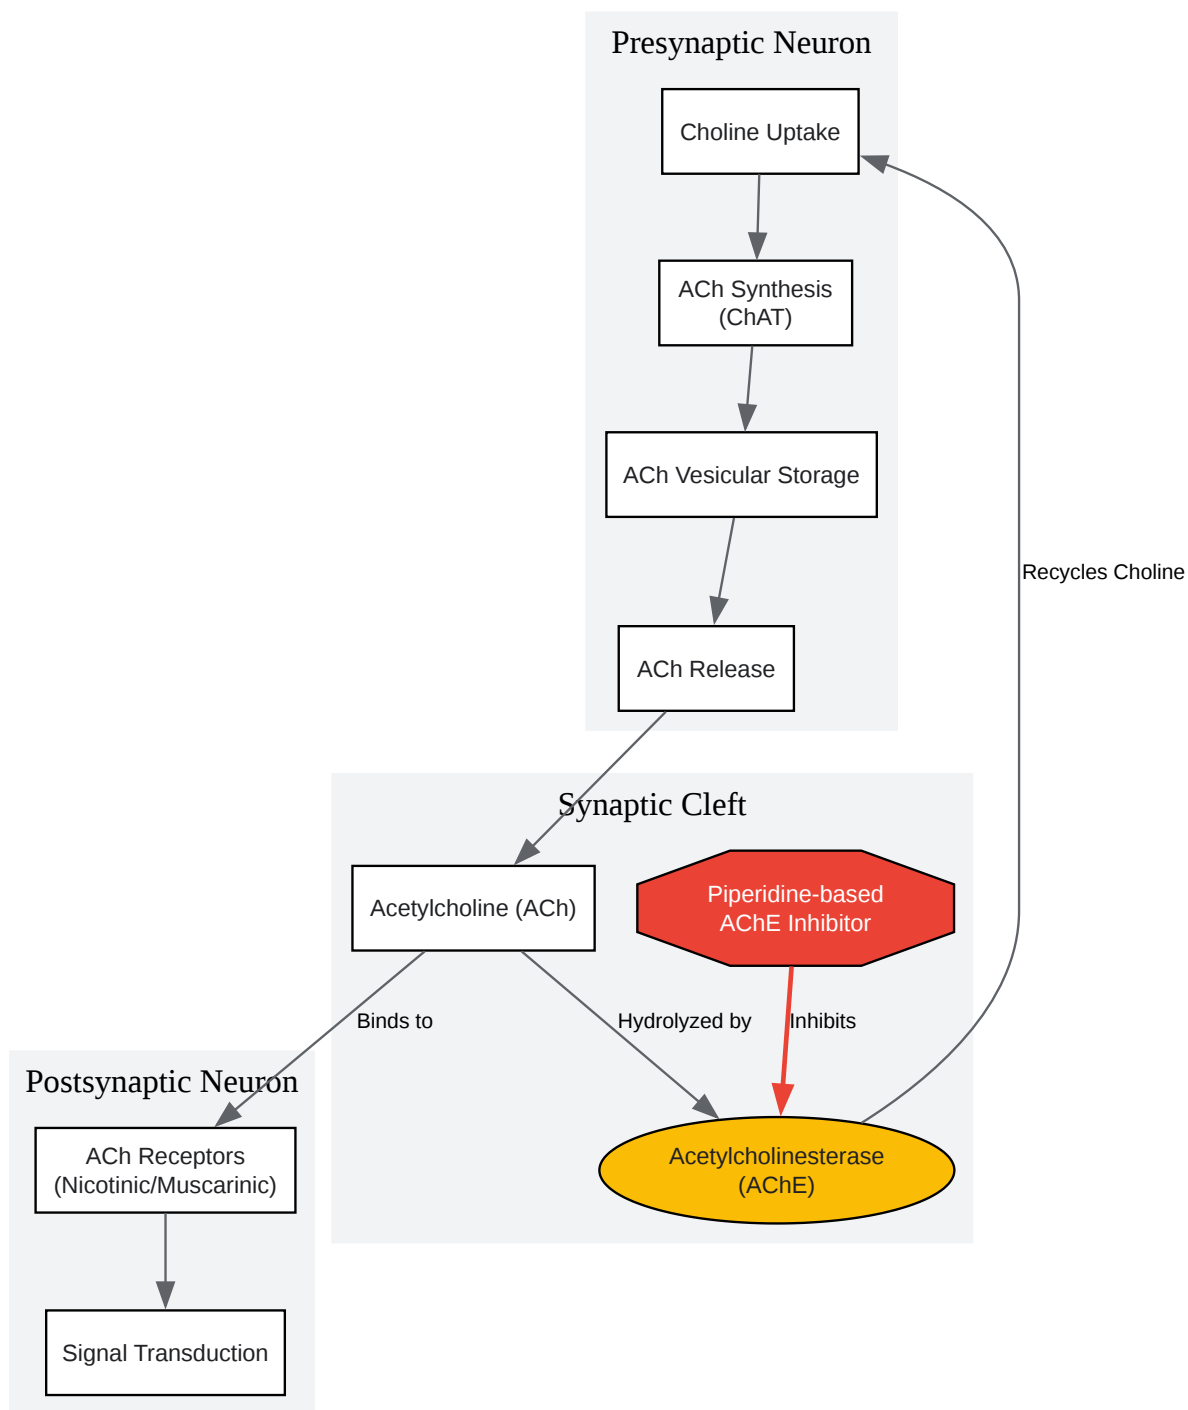 Presynaptic Neuron
Choline Uptake
ACh Synthesis
(ChAT)
ACh Vesicular Storage
Recycles Choline
ACh Release
Synaptic Cleft
Acetylcholine (ACh)
Piperidine-based
AChE Inhibitor
Binds to
Hydrolyzed by
Inhibits
Postsynaptic Neuron
ACh Receptors
(Nicotinic/Muscarinic)
Acetylcholinesterase
(AChE)
Signal Transduction